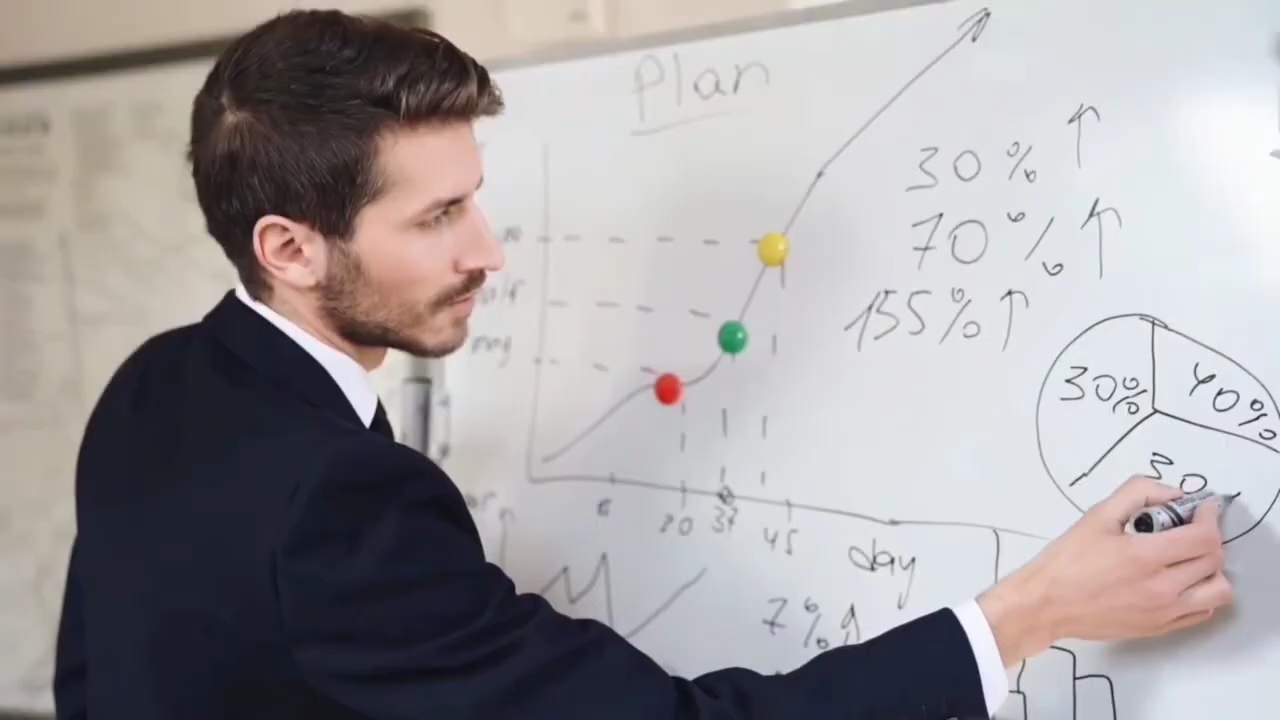 Plan
30% ↑
70% ↑
155% ↑
30% 40%
30
20 37 45
day
7% ↑